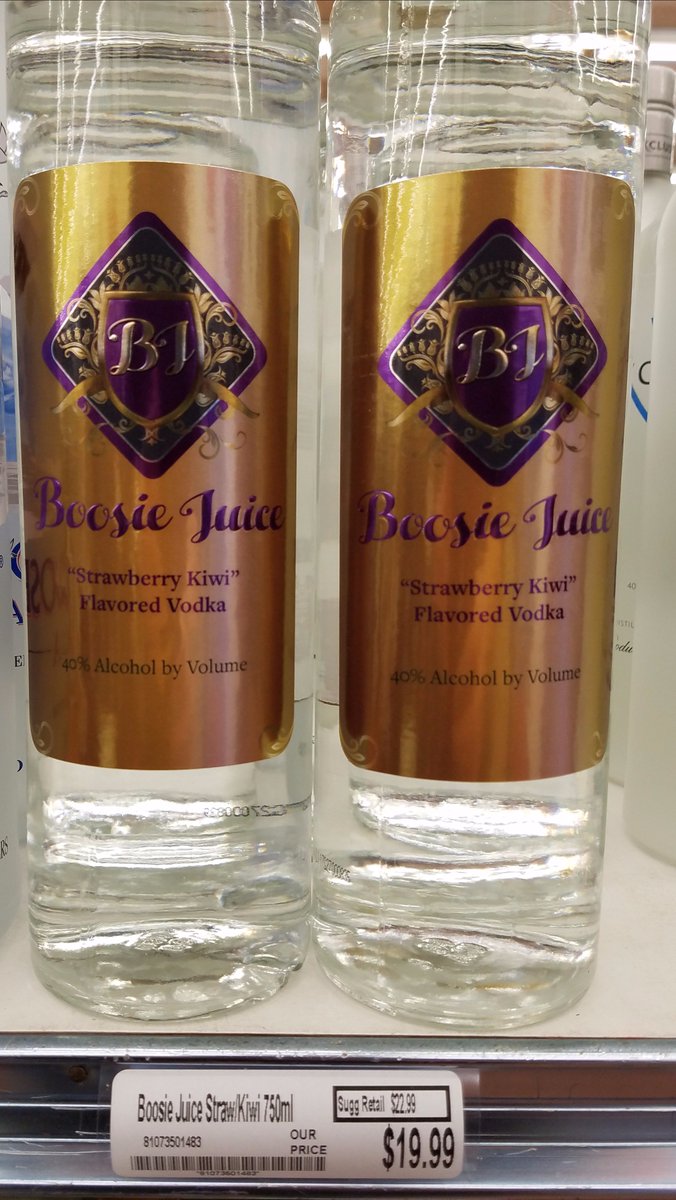 BJ
Boosie Juice
"Strawberry Kiwi"
Flavored Vodka
40% Alcohol by Volume
BJ
Boosie Juice
"Strawberry Kiwi"
Flavored Vodka
40% Alcohol by Volume
Boosie Juice Straw/Kiwi 750ml
Sugg Retail $22.99
81073501483
OUR
PRICE
$19.99
*81073501483*